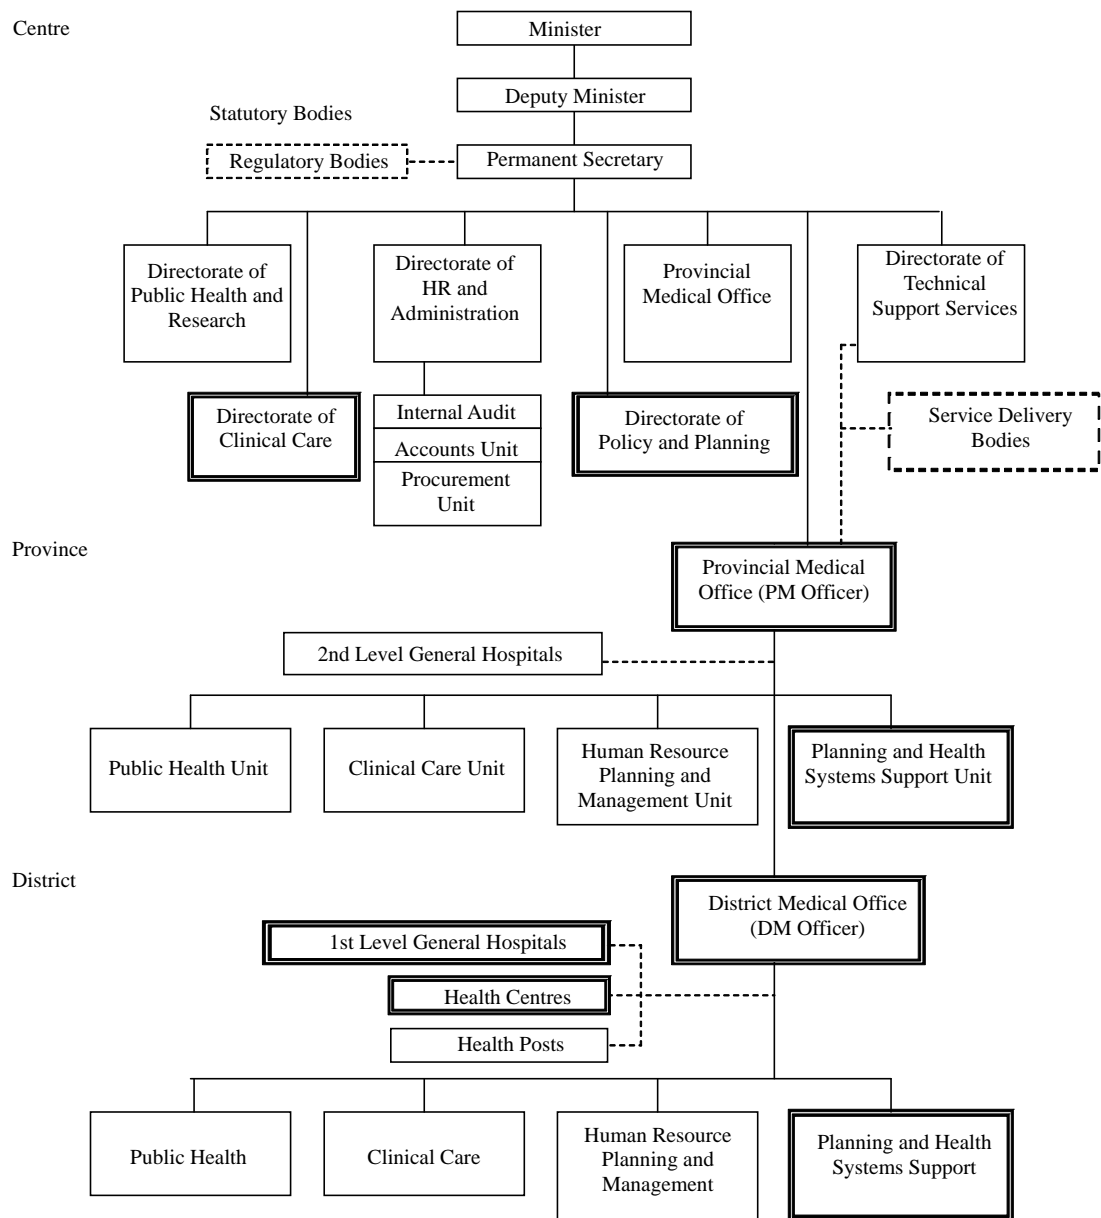 Centre
Minister
Deputy Minister
Statutory Bodies
Regulatory Bodies
Permanent Secretary
Directorate of
Public Health and
Research
Directorate of
HR and
Administration
Provincial
Medical Office
Directorate of
Technical
Support Services
Directorate of
Clinical Care
Internal Audit
Accounts Unit
Procurement
Unit
Directorate of
Policy and Planning
Service Delivery
Bodies
Province
Provincial Medical
Office (PM Officer)
2nd Level General Hospitals
Public Health Unit
Clinical Care Unit
Human Resource
Planning and
Management Unit
Planning and Health
Systems Support Unit
District
District Medical Office
(DM Officer)
1st Level General Hospitals
Health Centres
Health Posts
Public Health
Clinical Care
Human Resource
Planning and
Management
Planning and Health
Systems Support